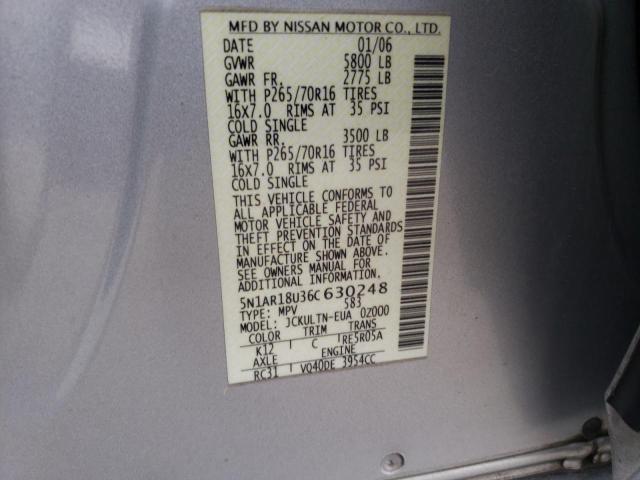 MFD BY NISSAN MOTOR CO., LTD.
DATE 01/06
GVWR 5800 LB
GAWR FR. 2775 LB
WITH P265/70R16 TIRES
16X7.0 RIMS AT 35 PSI
COLD SINGLE
GAWR RR. 3500 LB
WITH P265/70R16 TIRES
16X7.0 RIMS AT 35 PSI
COLD SINGLE
THIS VEHICLE CONFORMS TO
ALL APPLICABLE FEDERAL
MOTOR VEHICLE SAFETY AND
THEFT PREVENTION STANDARDS
IN EFFECT ON THE DATE OF
MANUFACTURE SHOWN ABOVE.
SEE OWNERS MANUAL FOR
ADDITIONAL INFORMATION.
5N1AR18U36C630248
TYPE: MPV 583
MODEL: JCKULTN-EUA 0Z000
COLOR TRIM TRANS
K12 C RE5R05A
AXLE ENGINE
RC31 VQ40DE 3954CC